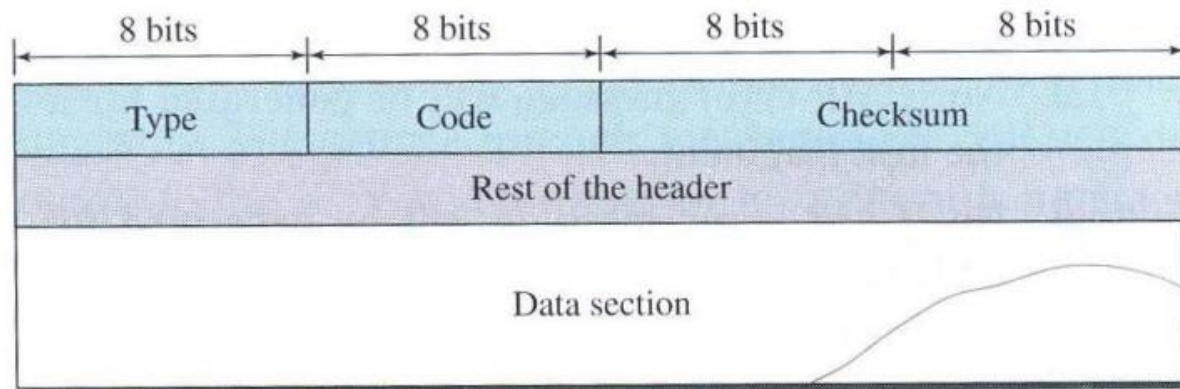 8 bits 8 bits 8 bits 8 bits
Type Code Checksum
Rest of the header
Data section